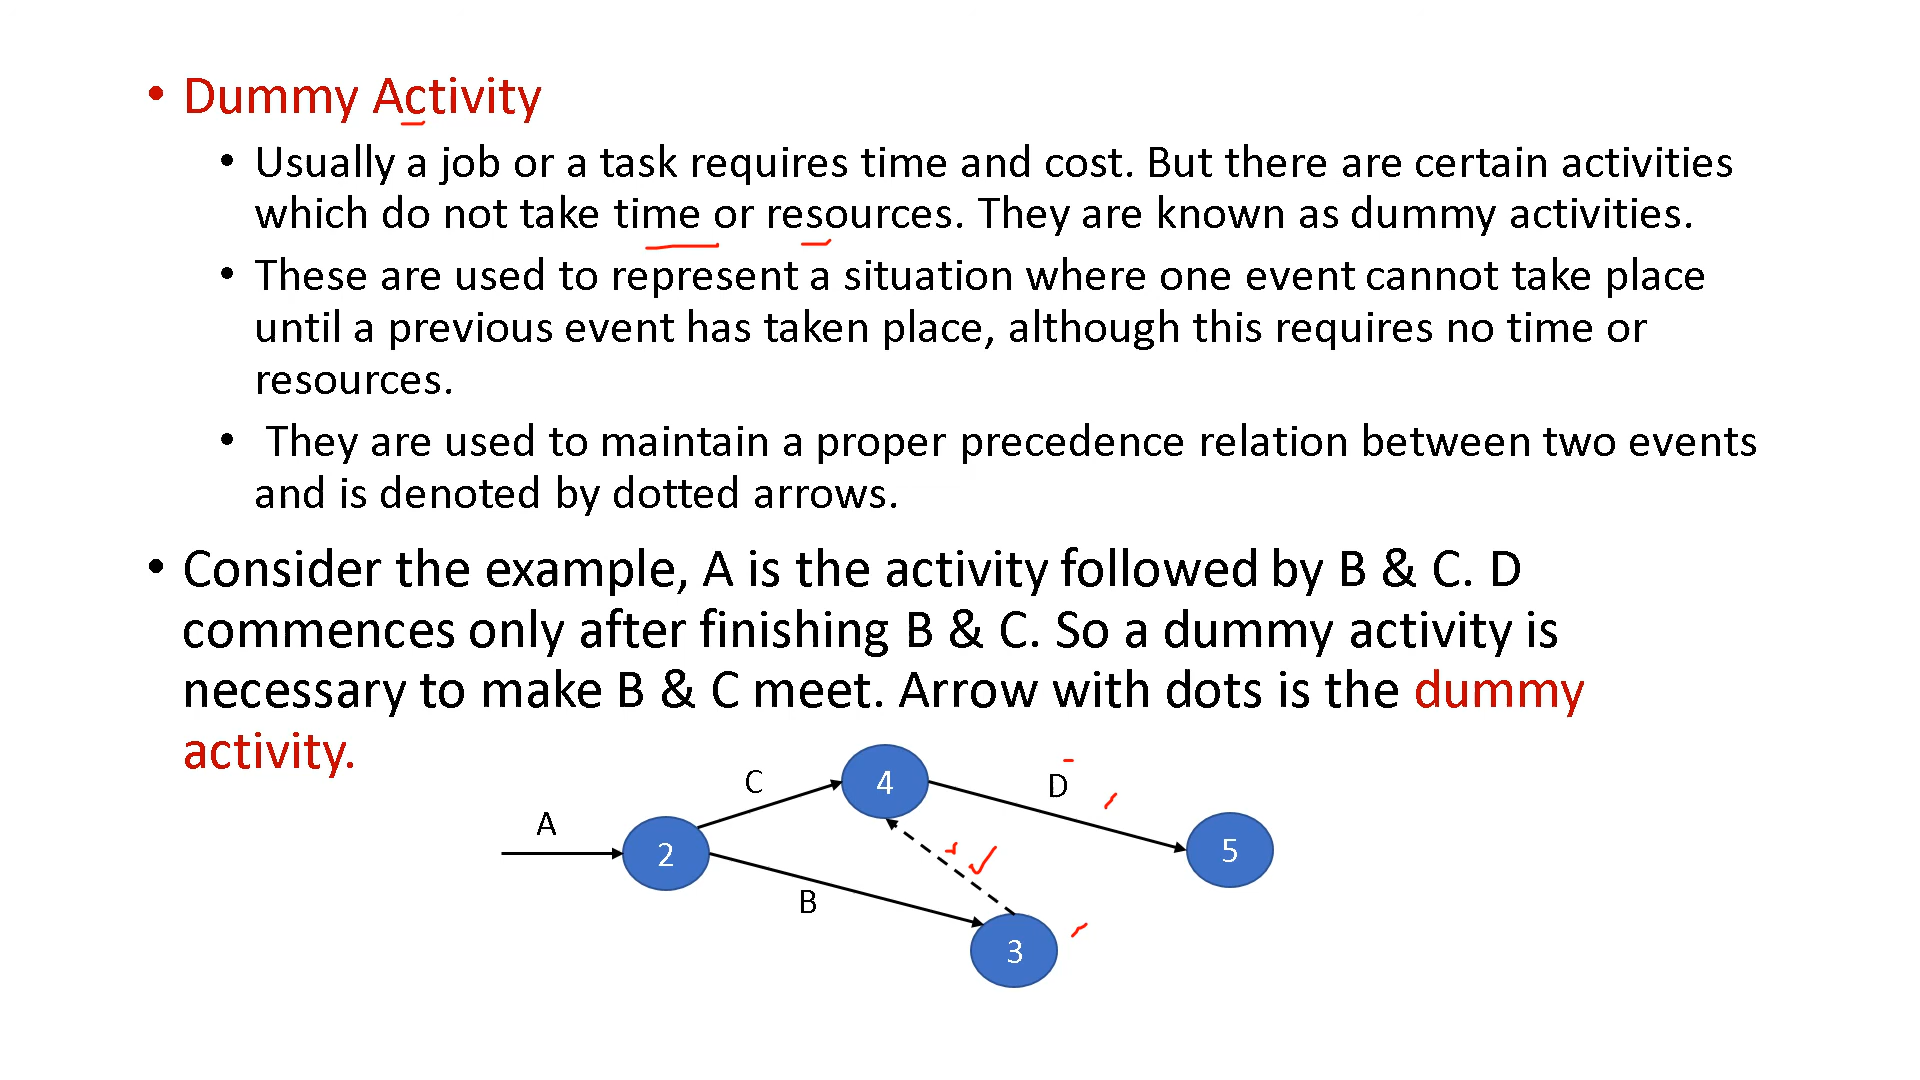 • Dummy Activity
• Usually a job or a task requires time and cost. But there are certain activities
which do not take time or resources. They are known as dummy activities.
• These are used to represent a situation where one event cannot take place
until a previous event has taken place, although this requires no time or
resources.
• They are used to maintain a proper precedence relation between two events
and is denoted by dotted arrows.
• Consider the example, A is the activity followed by B & C. D
commences only after finishing B & C. So a dummy activity is
necessary to make B & C meet. Arrow with dots is the dummy
activity.
C
4
D
A
2
5
B
3